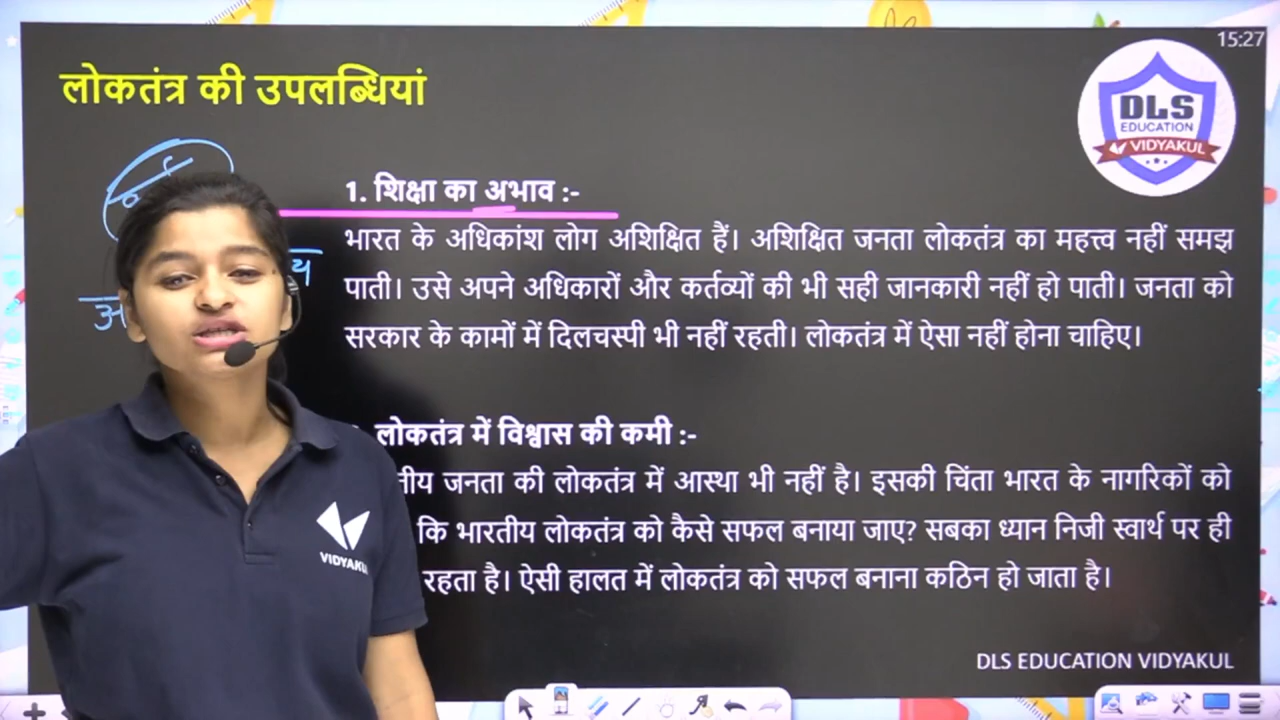 15:27
लोकतंत्र की उपलब्धियां
DLS
EDUCATION
VIDYAKUL
1. शिक्षा का अभाव :-
भारत के अधिकांश लोग अशिक्षित हैं। अशिक्षित जनता लोकतंत्र का महत्त्व नहीं समझ
पाती। उसे अपने अधिकारों और कर्तव्यों की भी सही जानकारी नहीं हो पाती। जनता को
सरकार के कामों में दिलचस्पी भी नहीं रहती। लोकतंत्र में ऐसा नहीं होना चाहिए।
लोकतंत्र में विश्वास की कमी :-
जनता की लोकतंत्र में आस्था भी नहीं है। इसकी चिंता भारत के नागरिकों को
कि भारतीय लोकतंत्र को कैसे सफल बनाया जाए? सबका ध्यान निजी स्वार्थ पर ही
रहता है। ऐसी हालत में लोकतंत्र को सफल बनाना कठिन हो जाता है।
VIDYAKUL
DLS EDUCATION VIDYAKUL